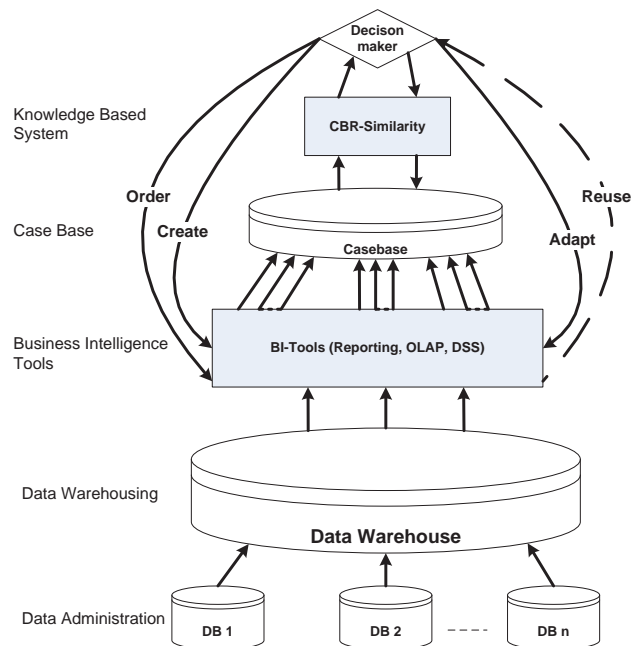 Decison
maker
Knowledge Based
System
CBR-Similarity
Order
Reuse
Create
Adapt
Case Base
Casebase
Business Intelligence
Tools
BI-Tools (Reporting, OLAP, DSS)
Data Warehousing
Data Warehouse
Data Administration
DB 1
DB 2
DB n